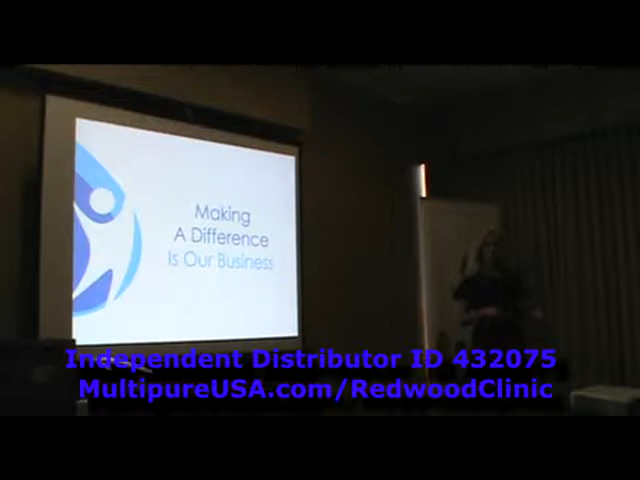 Making
A Difference
Is Our Business
Independent Distributor ID 432075
MultipureUSA.com/RedwoodClinic